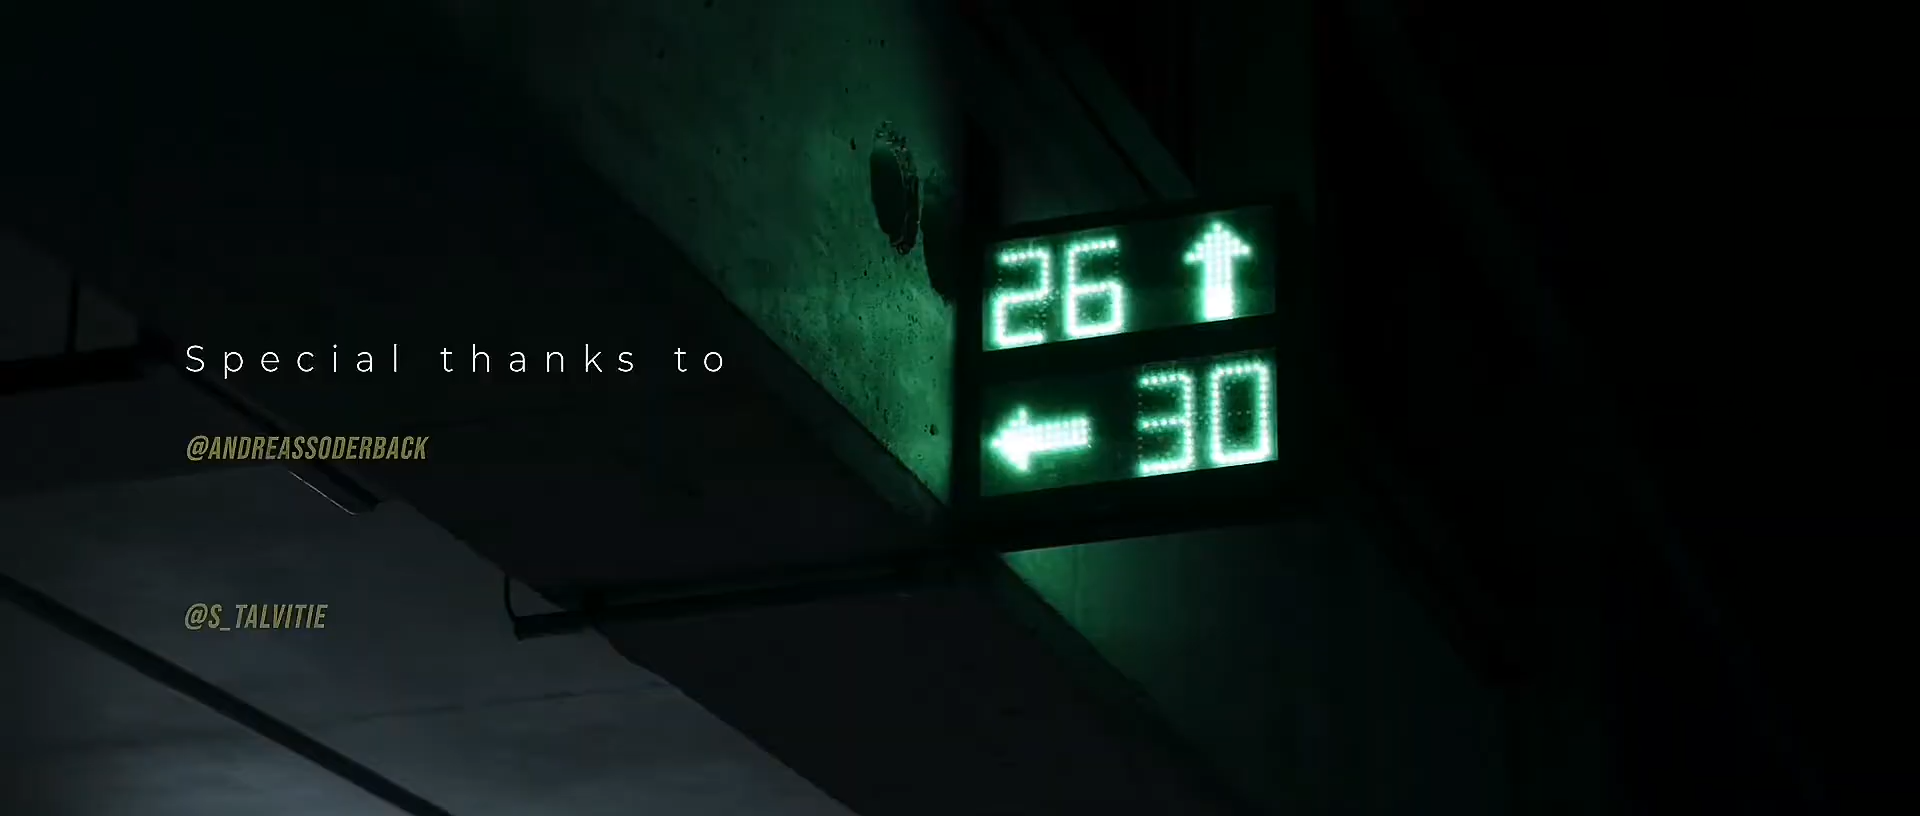 Special thanks to
@ANDREASSODERBACK
@S_TALVITIE
26 ↑
← 30